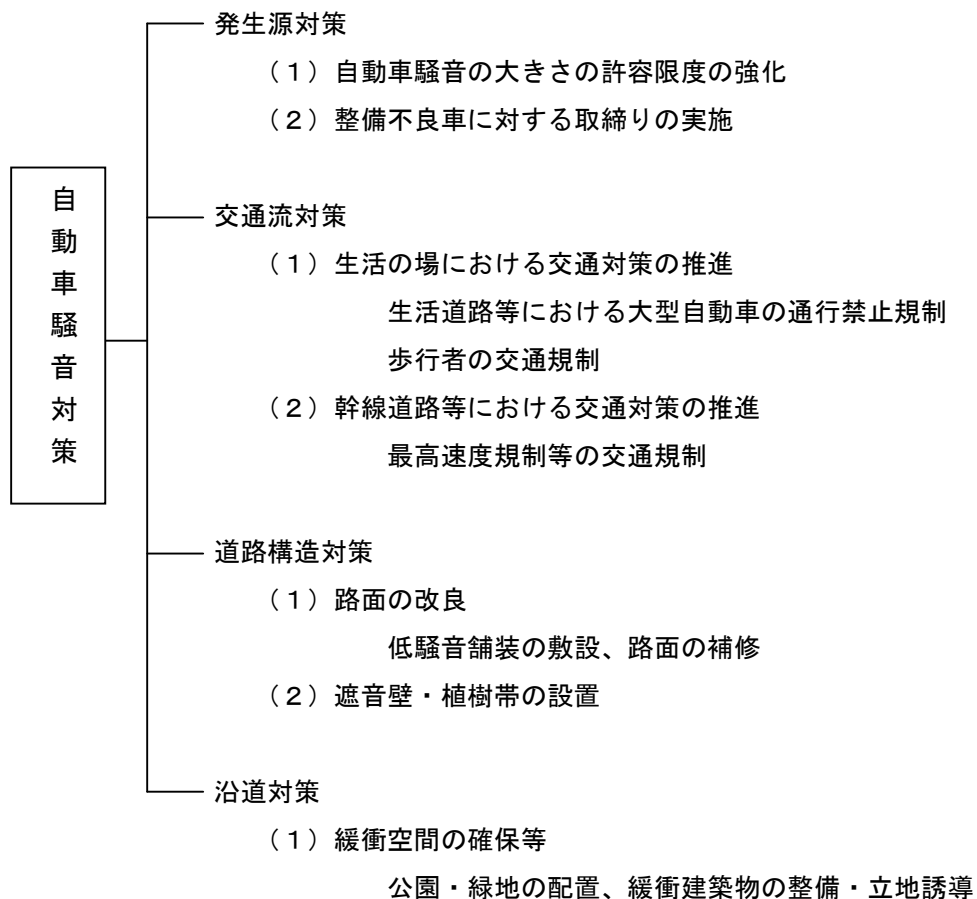 発生源対策
（１）自動車騒音の大きさの許容限度の強化
（２）整備不良車に対する取締りの実施
自動車騒音対策
交通流対策
（１）生活の場における交通対策の推進
生活道路等における大型自動車の通行禁止規制
歩行者の交通規制
（２）幹線道路等における交通対策の推進
最高速度規制等の交通規制
道路構造対策
（１）路面の改良
低騒音舗装の敷設、路面の補修
（２）遮音壁・植樹帯の設置
沿道対策
（１）緩衝空間の確保等
公園・緑地の配置、緩衝建築物の整備・立地誘導